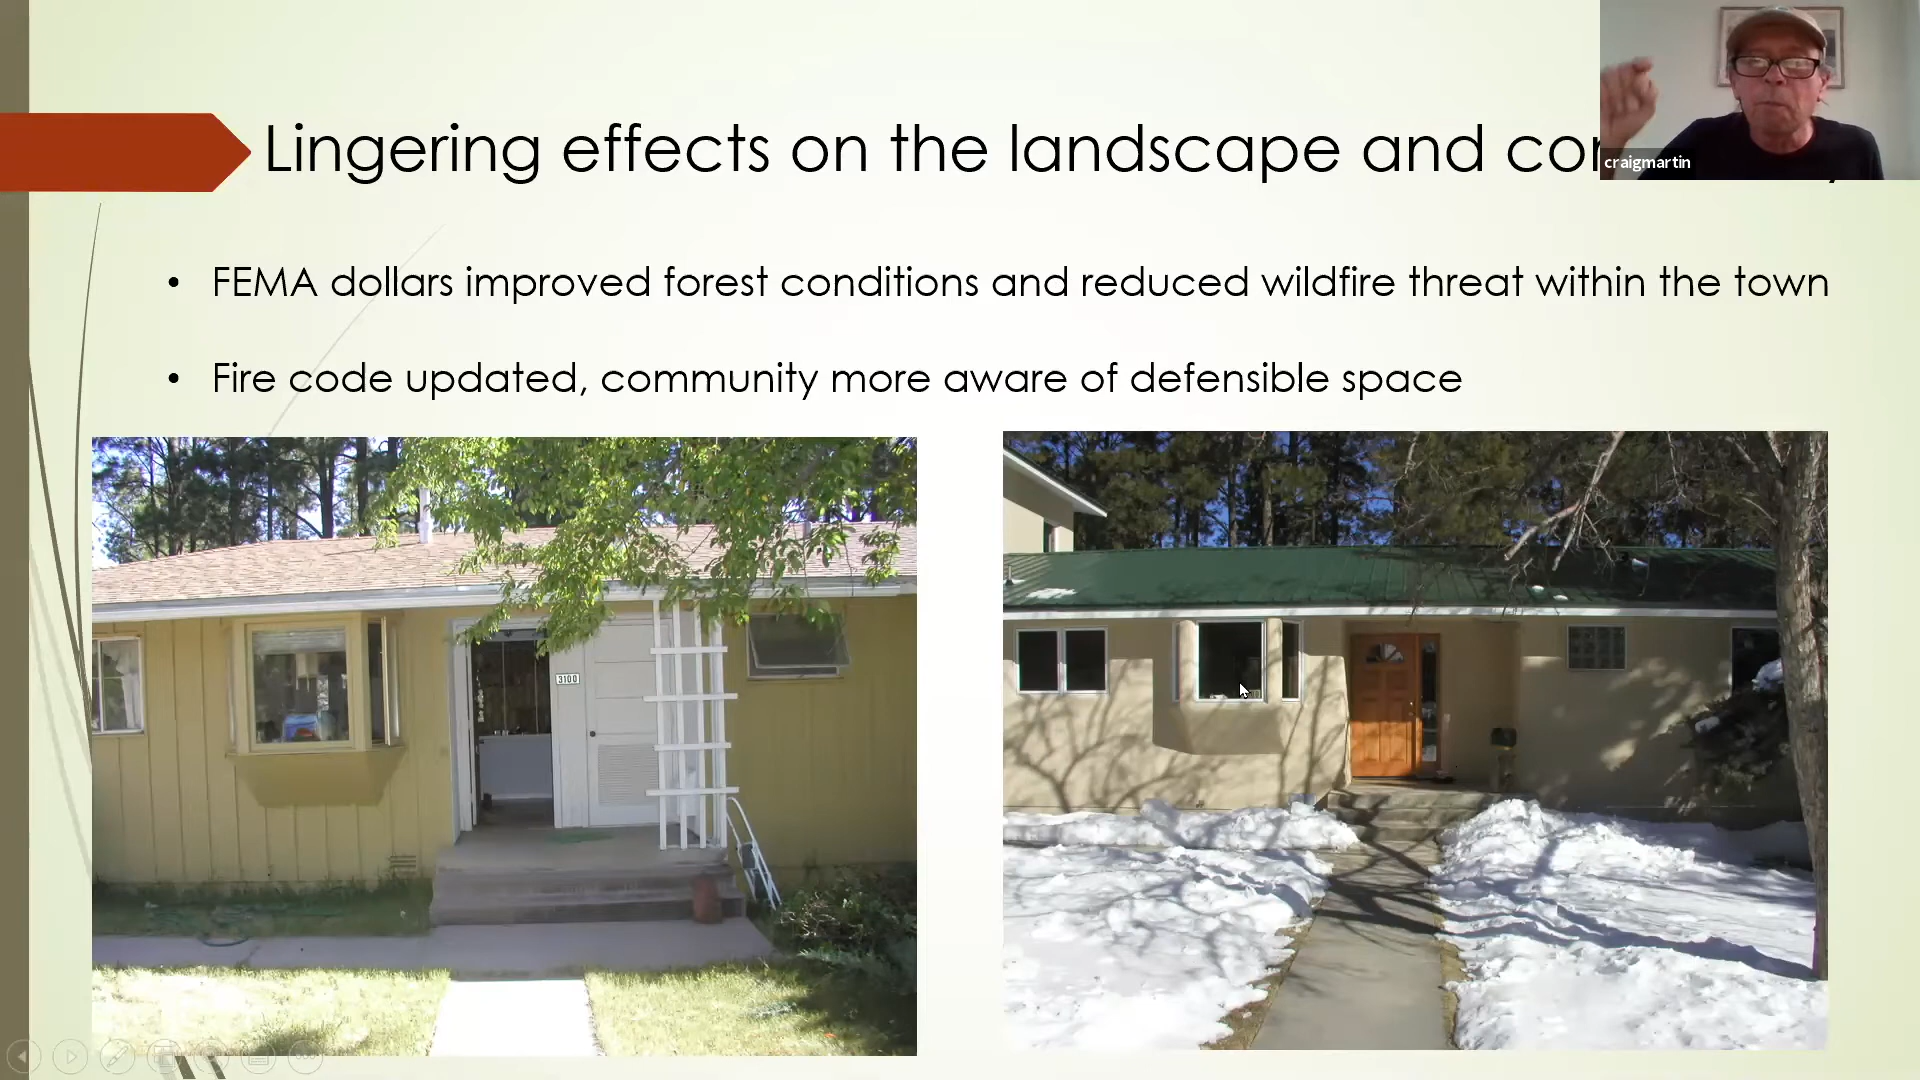 Lingering effects on the landscape and
craigmartin
• FEMA dollars improved forest conditions and reduced wildfire threat within the town
• Fire code updated, community more aware of defensible space
3100